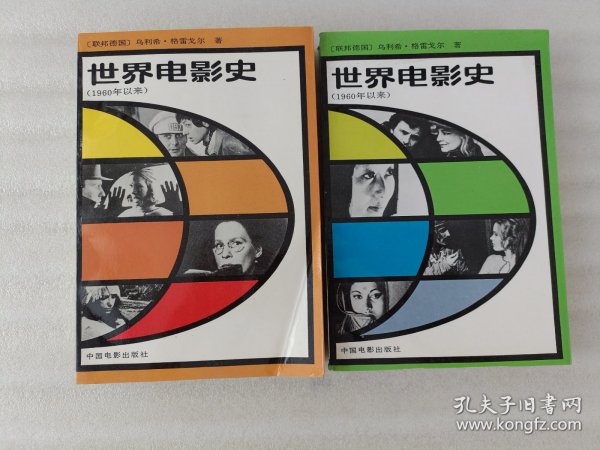 〔联邦德国〕乌利希·格雷戈尔 著
世界电影史
(1960年以来)
中国电影出版社
〔联邦德国〕乌利希·格雷戈尔 著
世界电影史
(1960年以来)
中国电影出版社
孔夫子旧书网
www.kongfz.com